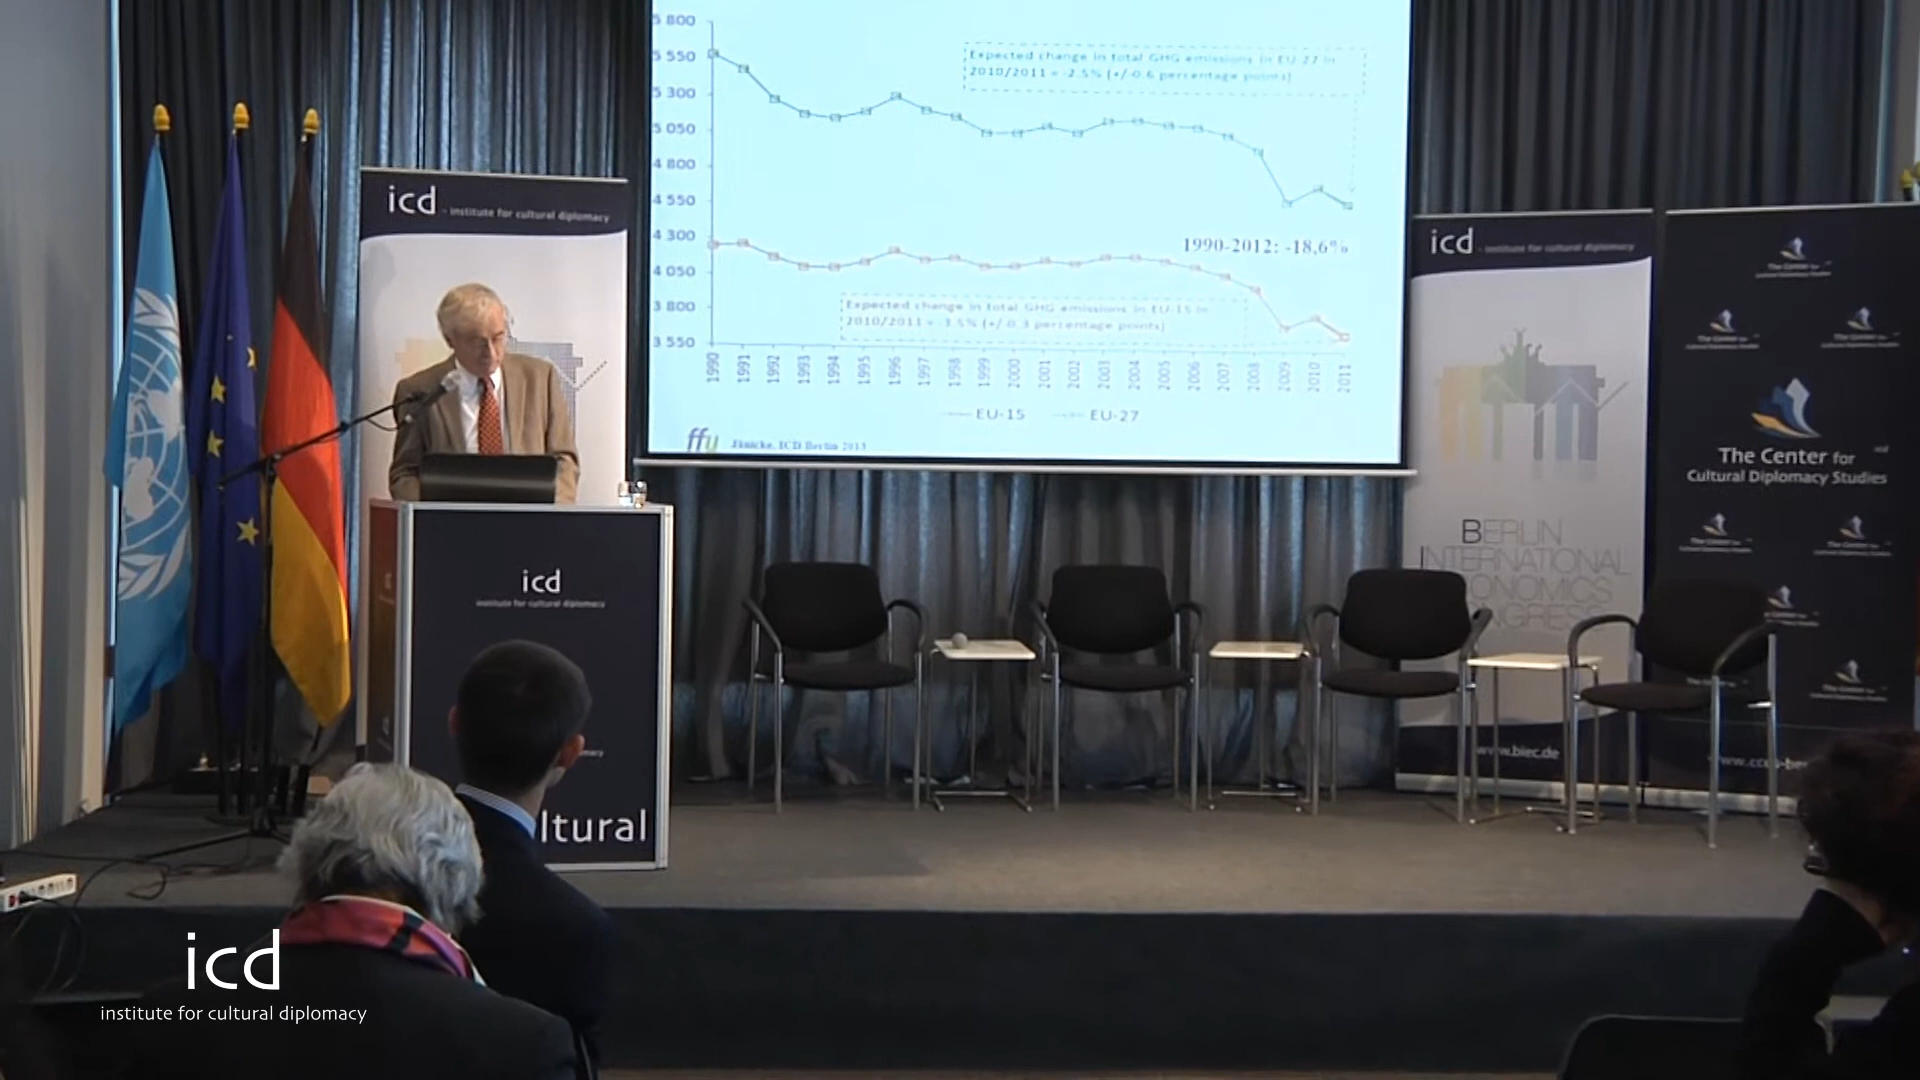 5 800
5 550
5 300
5 050
4 800
4 550
4 300
4 050
3 800
3 550
Expected change in total GHG emissions in EU-27 in
2010/2011 = -2.5% (+/-0.6 percentage points)
1990-2012: -18,6%
Expected change in total GHG emissions in EU-15 in
2010/2011 = -3.5% (+/-0.3 percentage points)
1990
1991
1992
1993
1994
1995
1996
1997
1998
1999
2000
2001
2002
2003
2004
2005
2006
2007
2008
2009
2010
2011
EU-15
EU-27
ffu
Jänicke, ICD Berlin 2013
icd - institute for cultural diplomacy
icd - institute for cultural diplomacy
BERLIN
INTERNATIONAL
ONOMICS
NGRESS
www.biec.de
The Center for
Cultural Diplomacy Studies
icd
institute for cultural diplomacy
ltural
icd
institute for cultural diplomacy